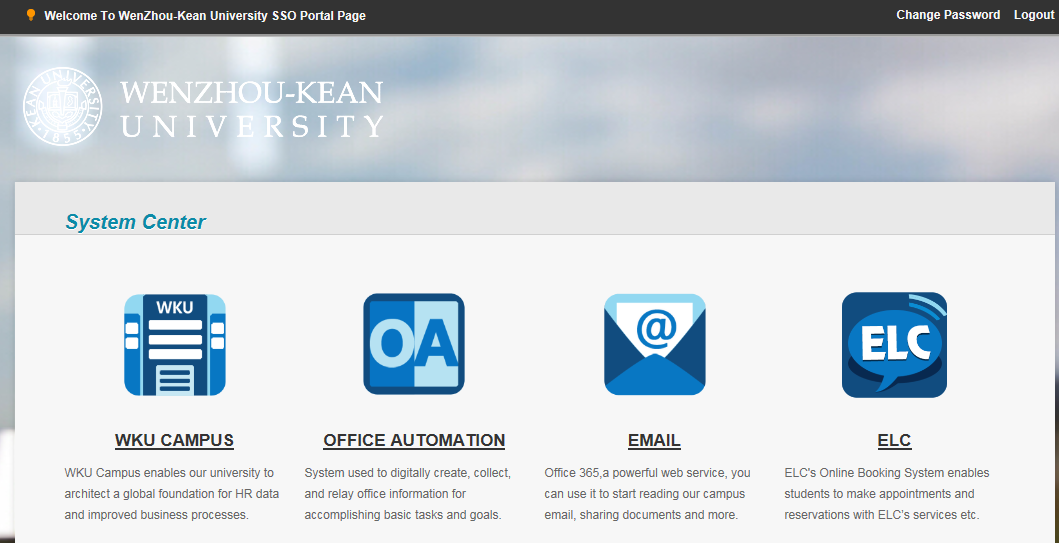 Welcome To WenZhou-Kean University SSO Portal Page
Change Password Logout
KEAN UNIVERSITY
1855
WENZHOU-KEAN
UNIVERSITY
System Center
WKU
OA
@
ELC
WKU CAMPUS
WKU Campus enables our university to
architect a global foundation for HR data
and improved business processes.
OFFICE AUTOMATION
System used to digitally create, collect,
and relay office information for
accomplishing basic tasks and goals.
EMAIL
Office 365,a powerful web service, you
can use it to start reading our campus
email, sharing documents and more.
ELC
ELC's Online Booking System enables
students to make appointments and
reservations with ELC's services etc.